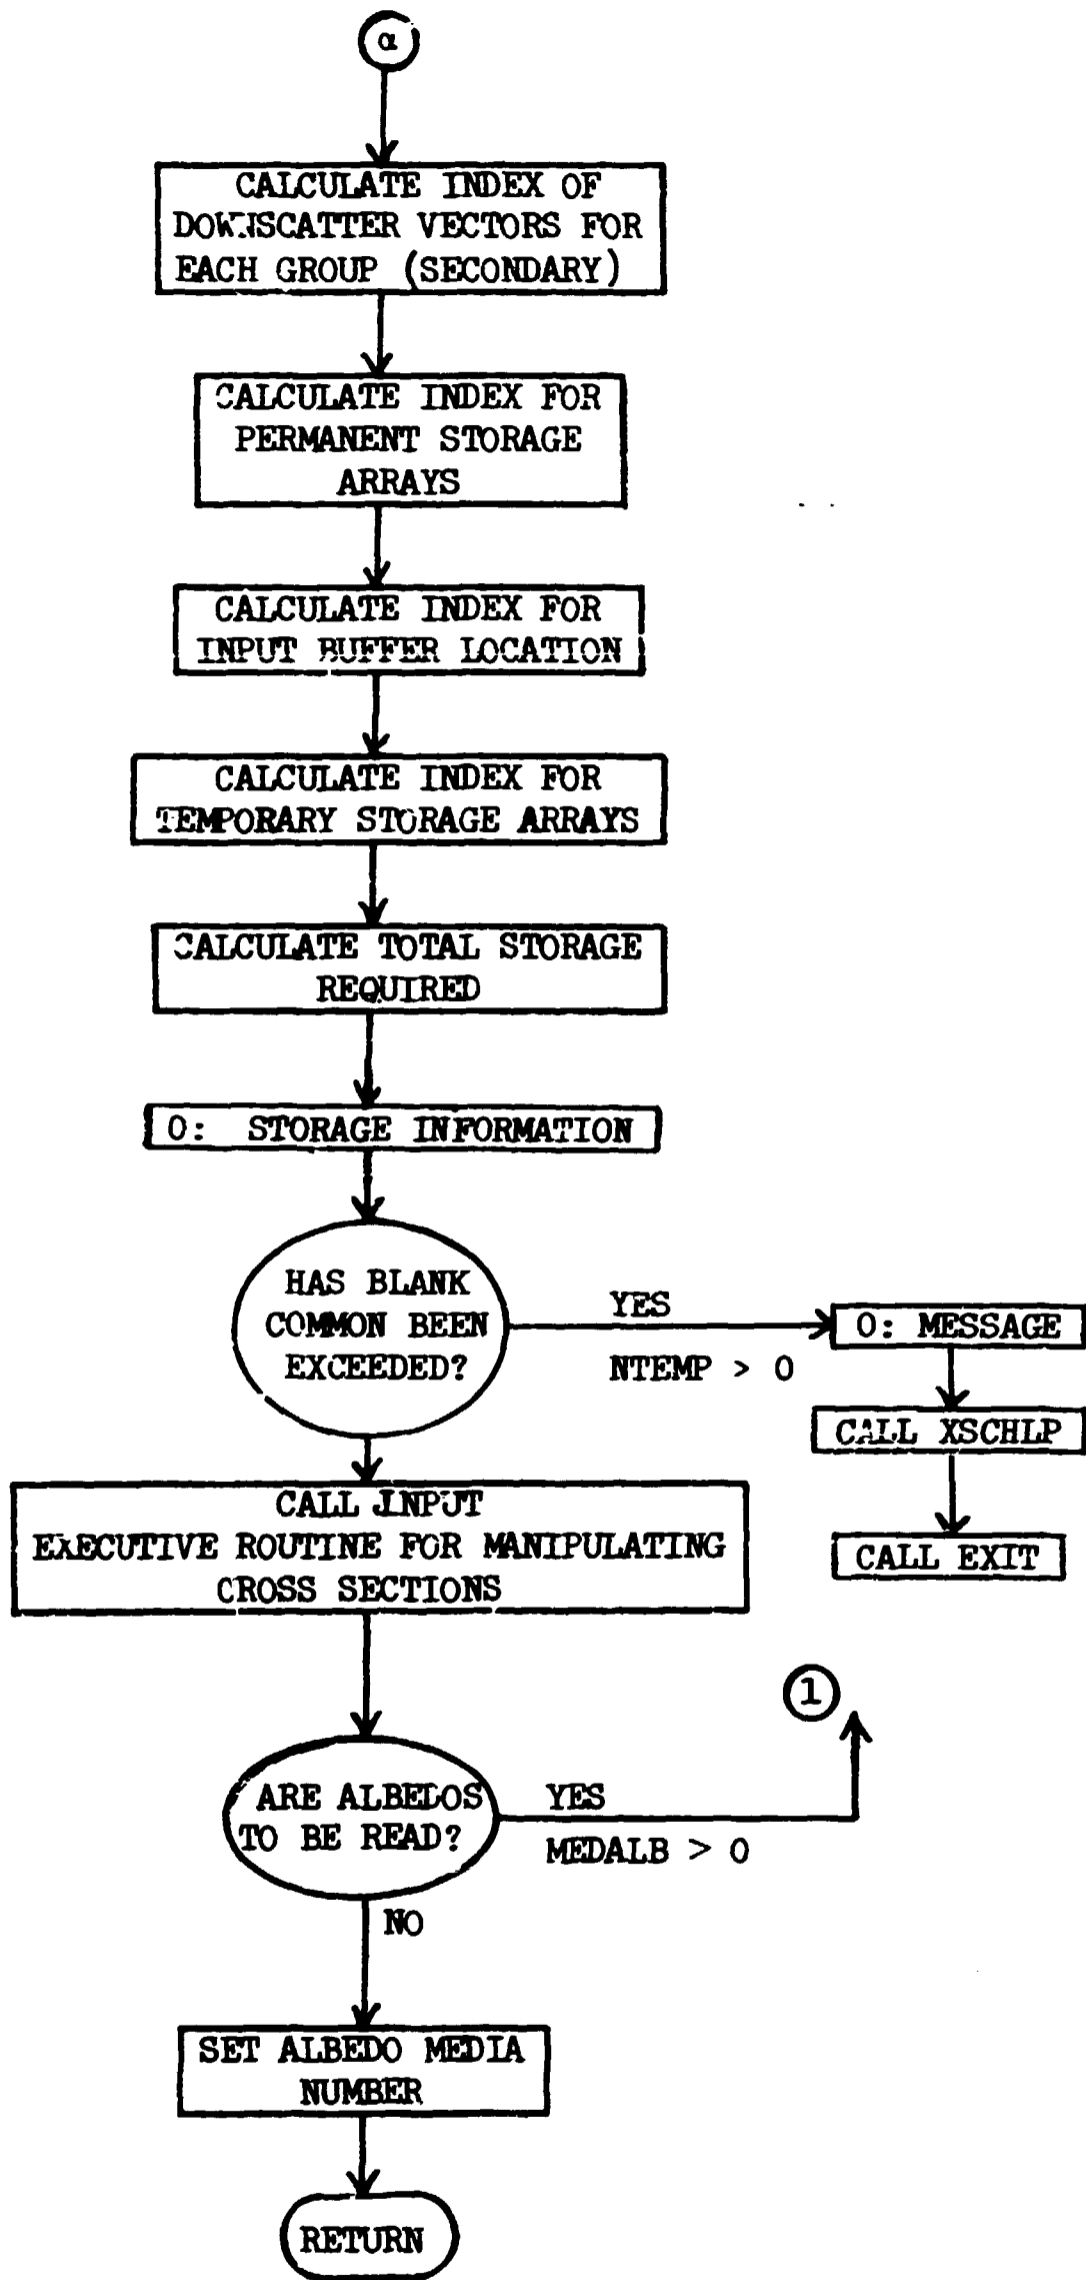 α
CALCULATE INDEX OF
DOWNSCATTER VECTORS FOR
EACH GROUP (SECONDARY)
CALCULATE INDEX FOR
PERMANENT STORAGE
ARRAYS
CALCULATE INDEX FOR
INPUT BUFFER LOCATION
CALCULATE INDEX FOR
TEMPORARY STORAGE ARRAYS
CALCULATE TOTAL STORAGE
REQUIRED
O: STORAGE INFORMATION
HAS BLANK
COMMON BEEN
EXCEEDED?
YES
NTEMP > 0
O: MESSAGE
CALL XSCHLP
CALL EXIT
CALL JNPUT
EXECUTIVE ROUTINE FOR MANIPULATING
CROSS SECTIONS
1
ARE ALBEDOS
TO BE READ?
YES
MEDALB > 0
NO
SET ALBEDO MEDIA
NUMBER
RETURN